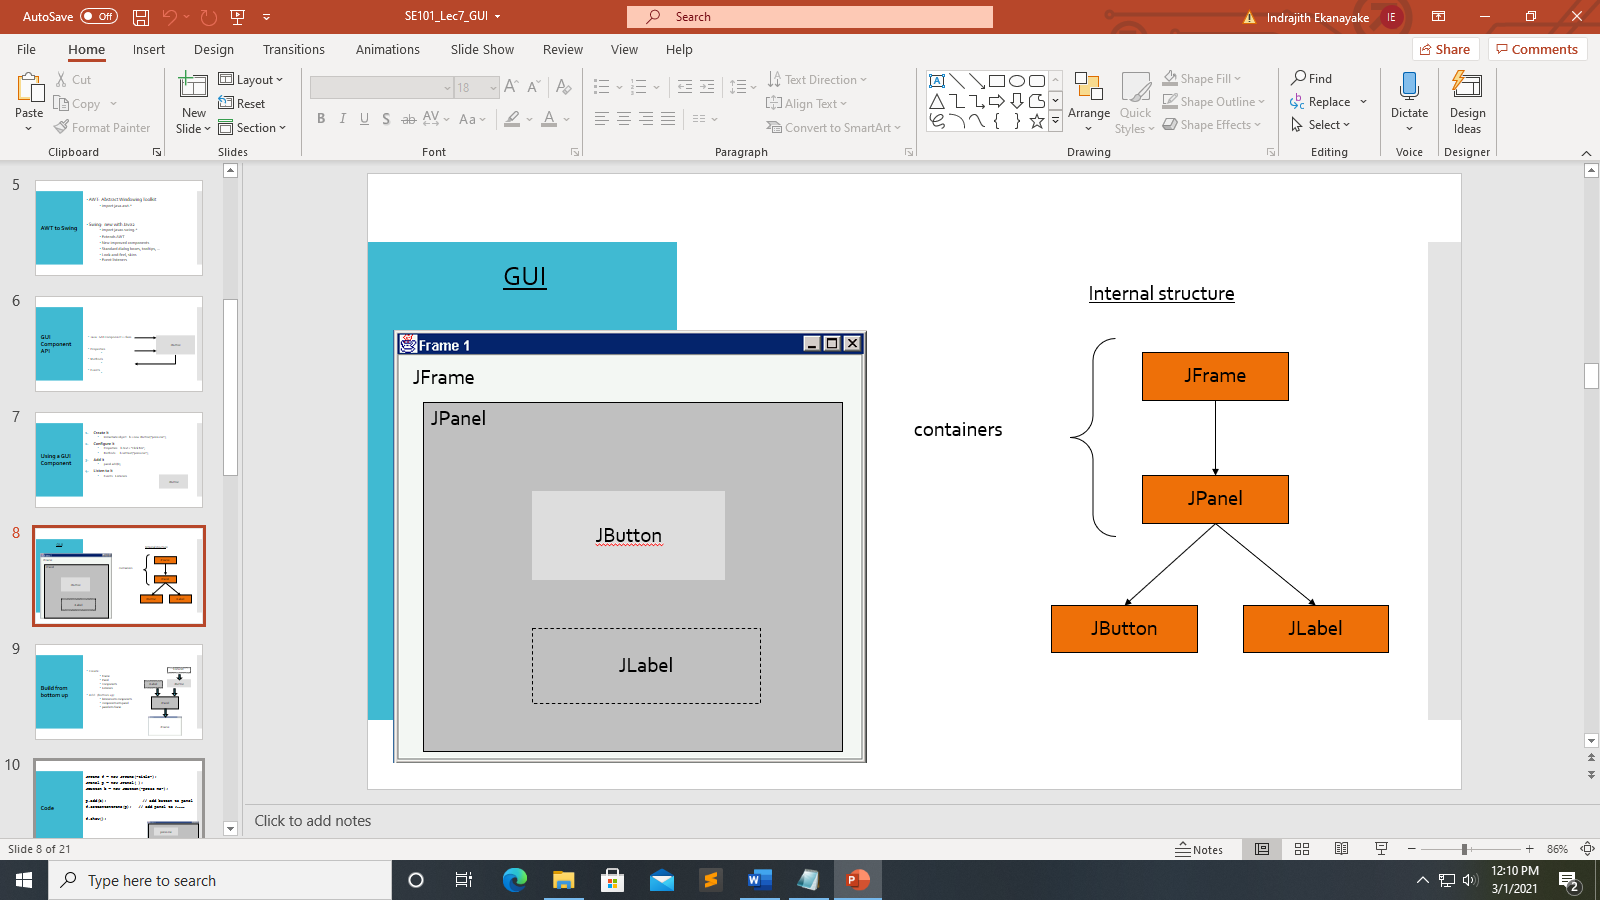 AutoSave Off
SE101_Lec7_GUI
Search
Indrajith Ekanayake IE
File Home Insert Design Transitions Animations Slide Show Review View Help
Share Comments
Paste
Cut
Copy
Format Painter
Clipboard
New Slide
Layout
Reset
Section
Slides
18
B I U S ab AV Aa
Font
Text Direction
Align Text
Convert to SmartArt
Paragraph
Arrange
Quick Styles
Shape Fill
Shape Outline
Shape Effects
Drawing
Find
Replace
Select
Editing
Dictate
Voice
Design Ideas
Designer
5
AWT to Swing
6
GUI Component API
7
Using a GUI Component
8
9
Build from bottom up
10
Code
GUI
Frame 1
JFrame
JPanel
JButton
JLabel
Internal structure
containers
JFrame
JPanel
JButton
JLabel
Click to add notes
Slide 8 of 21
Notes
86%
Type here to search
12:10 PM
3/1/2021
2